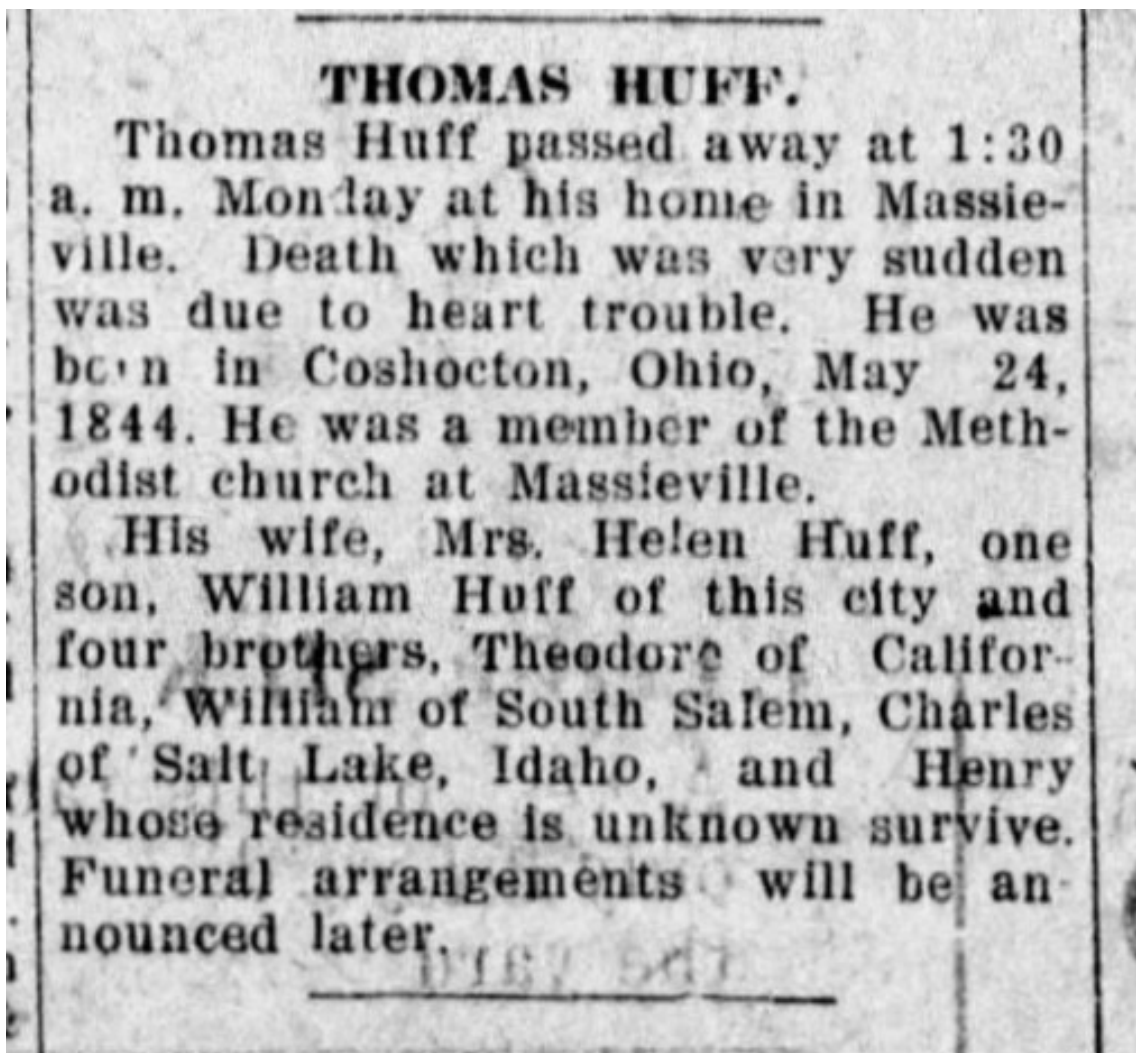 THOMAS HUFF.
Thomas Huff passed away at 1:30
a. m. Monday at his home in Massie-
ville. Death which was very sudden
was due to heart trouble. He was
born in Coshocton, Ohio, May 24,
1844. He was a member of the Meth-
odist church at Massieville.
His wife, Mrs. Helen Huff, one
son, William Huff of this city and
four brothers, Theodore of Califor-
nia, William of South Salem, Charles
of Salt Lake, Idaho, and Henry
whose residence is unknown survive.
Funeral arrangements will be an-
nounced later.